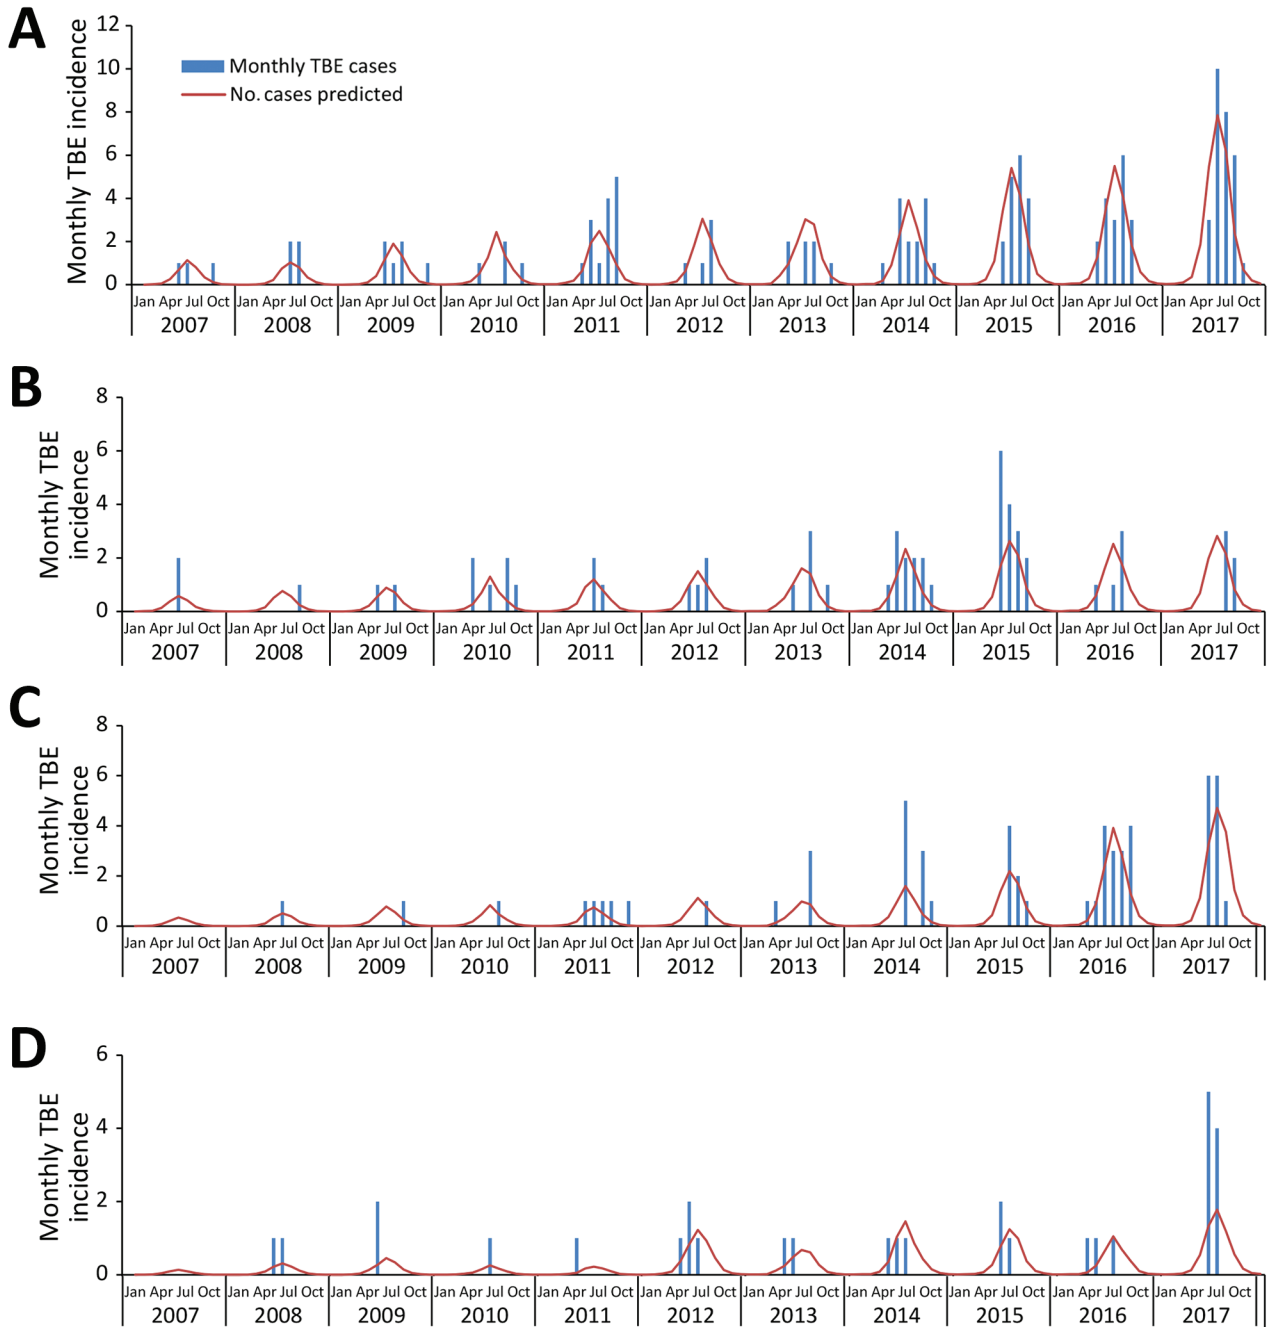 A
Monthly TBE incidence
12
10
8
6
4
2
0
Monthly TBE cases
No. cases predicted
Jan Apr Jul Oct Jan Apr Jul Oct Jan Apr Jul Oct Jan Apr Jul Oct Jan Apr Jul Oct Jan Apr Jul Oct Jan Apr Jul Oct Jan Apr Jul Oct Jan Apr Jul Oct Jan Apr Jul Oct Jan Apr Jul Oct
2007 2008 2009 2010 2011 2012 2013 2014 2015 2016 2017
B
Monthly TBE
incidence
8
6
4
2
0
Jan Apr Jul Oct Jan Apr Jul Oct Jan Apr Jul Oct Jan Apr Jul Oct Jan Apr Jul Oct Jan Apr Jul Oct Jan Apr Jul Oct Jan Apr Jul Oct Jan Apr Jul Oct Jan Apr Jul Oct Jan Apr Jul Oct
2007 2008 2009 2010 2011 2012 2013 2014 2015 2016 2017
C
Monthly TBE
incidence
8
6
4
2
0
Jan Apr Jul Oct Jan Apr Jul Oct Jan Apr Jul Oct Jan Apr Jul Oct Jan Apr Jul Oct Jan Apr Jul Oct Jan Apr Jul Oct Jan Apr Jul Oct Jan Apr Jul Oct Jan Apr Jul Oct Jan Apr Jul Oct
2007 2008 2009 2010 2011 2012 2013 2014 2015 2016 2017
D
Monthly TBE
incidence
6
4
2
0
Jan Apr Jul Oct Jan Apr Jul Oct Jan Apr Jul Oct Jan Apr Jul Oct Jan Apr Jul Oct Jan Apr Jul Oct Jan Apr Jul Oct Jan Apr Jul Oct Jan Apr Jul Oct Jan Apr Jul Oct Jan Apr Jul Oct
2007 2008 2009 2010 2011 2012 2013 2014 2015 2016 2017